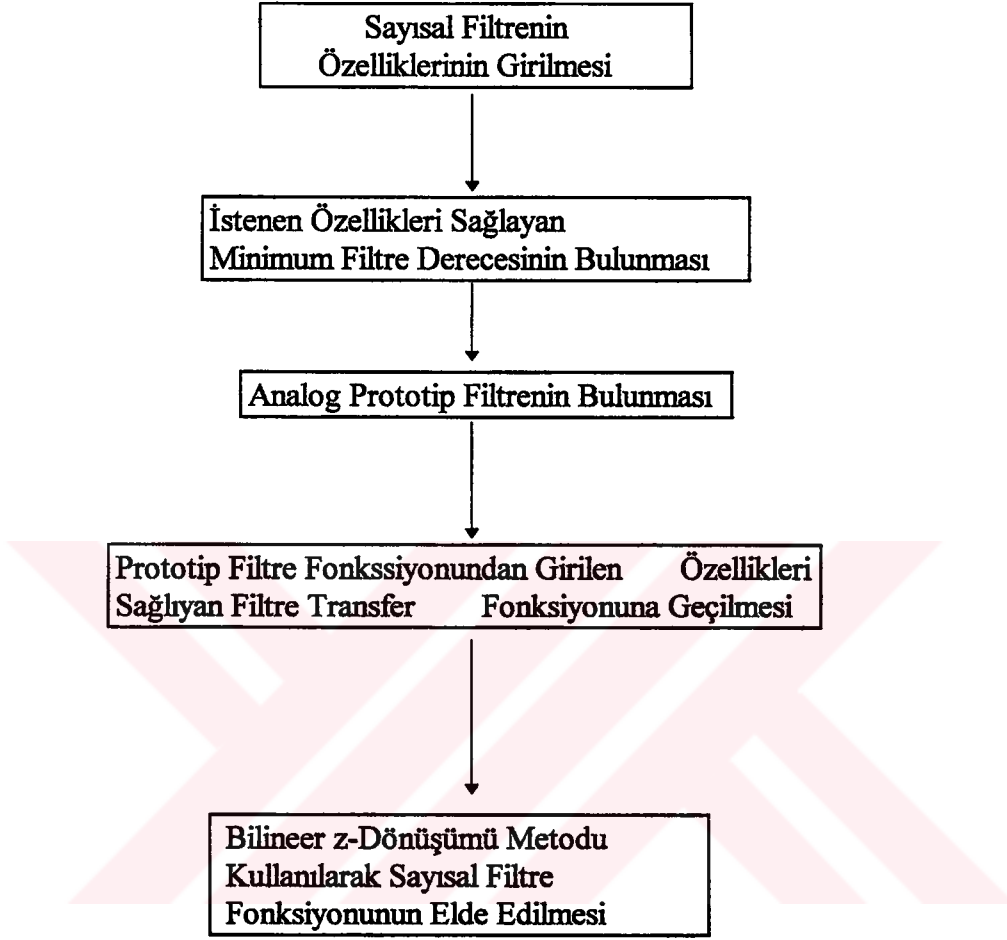 Sayısal Filtrenin
Özelliklerinin Girilmesi
İstenen Özellikleri Sağlayan
Minimum Filtre Derecesinin Bulunması
Analog Prototip Filtrenin Bulunması
Prototip Filtre Fonkssiyonundan Girilen Özellikleri
Sağlıyan Filtre Transfer Fonksiyonuna Geçilmesi
Bilineer z-Dönüşümü Metodu
Kullanılarak Sayısal Filtre
Fonksiyonunun Elde Edilmesi